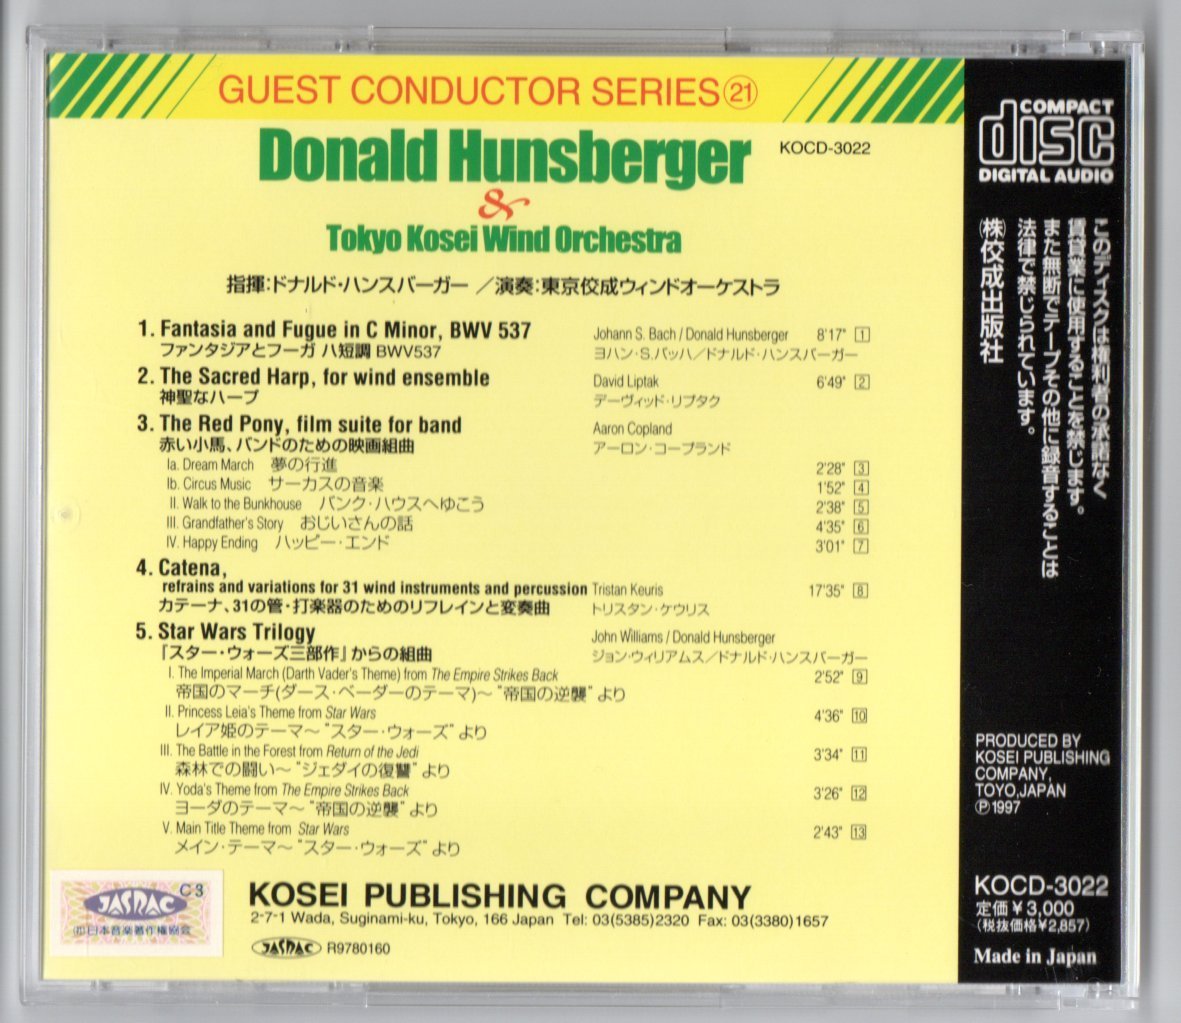 GUEST CONDUCTOR SERIES㉑
Donald Hunsberger
KOCD-3022
&
Tokyo Kosei Wind Orchestra
指揮:ドナルド・ハンスバーガー／演奏:東京佼成ウィンドオーケストラ
1. Fantasia and Fugue in C Minor, BWV 537 Johann S. Bach / Donald Hunsberger 8'17" 1
ファンタジアとフーガ ハ短調 BWV537 ヨハン・S.バッハ／ドナルド・ハンスバーガー
2. The Sacred Harp, for wind ensemble David Liptak 6'49" 2
神聖なハープ デーヴィッド・リプタク
3. The Red Pony, film suite for band Aaron Copland
赤い小馬、バンドのための映画組曲 アーロン・コープランド
Ia. Dream March 夢の行進 2'28" 3
Ib. Circus Music サーカスの音楽 1'52" 4
II. Walk to the Bunkhouse バンク・ハウスへゆこう 2'38" 5
III. Grandfather's Story おじいさんの話 4'35" 6
IV. Happy Ending ハッピー・エンド 3'01" 7
4. Catena,
refrains and variations for 31 wind instruments and percussion Tristan Keuris 17'35" 8
カテーナ、31の管・打楽器のためのリフレインと変奏曲 トリスタン・ケウリス
5. Star Wars Trilogy John Williams / Donald Hunsberger
『スター・ウォーズ三部作』からの組曲 ジョン・ウィリアムス／ドナルド・ハンスバーガー
I. The Imperial March (Darth Vader's Theme) from The Empire Strikes Back 2'52" 9
帝国のマーチ(ダース・ベーダーのテーマ)〜"帝国の逆襲"より
II. Princess Leia's Theme from Star Wars 4'36" 10
レイア姫のテーマ〜"スター・ウォーズ"より
III. The Battle in the Forest from Return of the Jedi 3'34" 11
森林での闘い〜"ジェダイの復讐"より
IV. Yoda's Theme from The Empire Strikes Back 3'26" 12
ヨーダのテーマ〜"帝国の逆襲"より
V. Main Title Theme from Star Wars 2'43" 13
メイン・テーマ〜"スター・ウォーズ"より
C3
JASRAC
㈳日本音楽著作権協会
KOSEI PUBLISHING COMPANY
2-7-1 Wada, Suginami-ku, Tokyo, 166 Japan Tel: 03(5385)2320 Fax: 03(3380)1657
JASRAC R9780160
COMPACT
disc
DIGITAL AUDIO
このディスクは権利者の承諾なく
賃貸業に使用することを禁じます。
また無断でテープその他に録音することは
法律で禁じられています。
㈱佼成出版社
PRODUCED BY
KOSEI PUBLISHING
COMPANY,
TOYO,JAPAN
℗1997
KOCD-3022
定価￥3,000
(税抜価格￥2,857)
Made in Japan